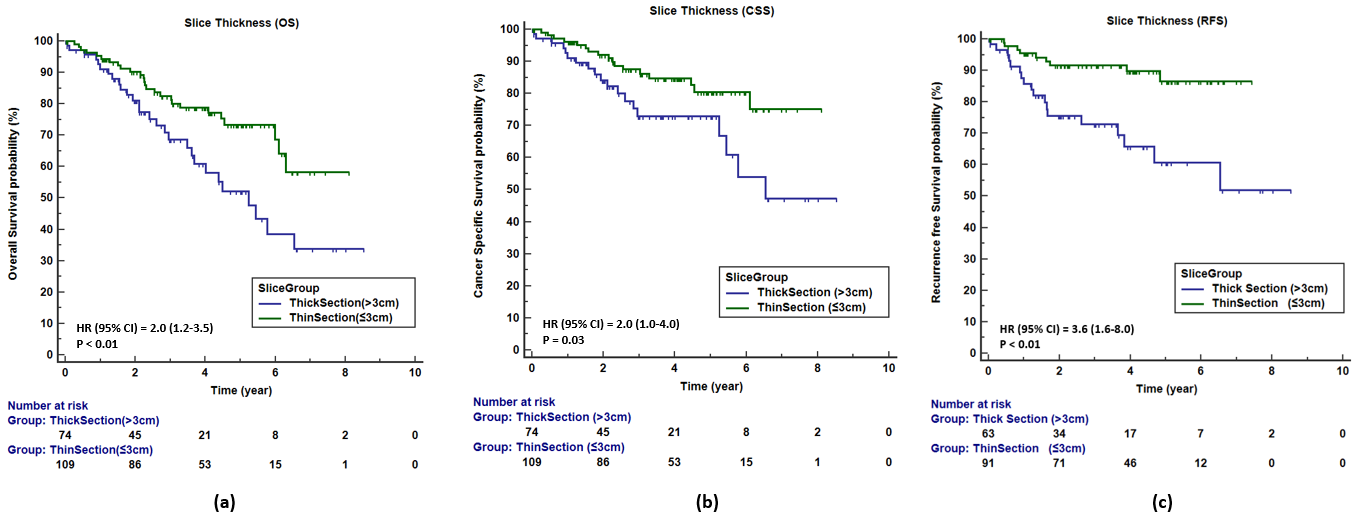 Slice Thickness (OS)
Overall Survival probability (%)
100
90
80
70
60
50
40
30
20
10
0
SliceGroup
ThickSection(>3cm)
ThinSection(≤3cm)
HR (95% CI) = 2.0 (1.2-3.5)
P < 0.01
0 2 4 6 8 10
Time (year)
Number at risk
Group: ThickSection(>3cm)
74 45 21 8 2 0
Group: ThinSection(≤3cm)
109 86 53 15 1 0
(a)
Slice Thickness (CSS)
Cancer Specific Survival probability (%)
100
90
80
70
60
50
40
30
20
10
0
SliceGroup
ThickSection (>3cm)
ThinSection (≤3cm)
HR (95% CI) = 2.0 (1.0-4.0)
P = 0.03
0 2 4 6 8 10
Time (year)
Number at risk
Group: ThickSection (>3cm)
74 45 21 8 2 0
Group: ThinSection (≤3cm)
109 86 53 15 1 0
(b)
Slice Thickness (RFS)
Recurrence free Survival probability (%)
100
90
80
70
60
50
40
30
20
10
0
SliceGroup
Thick Section (>3cm)
ThinSection (≤3cm)
HR (95% CI) = 3.6 (1.6-8.0)
P < 0.01
0 2 4 6 8 10
Time (year)
Number at risk
Group: Thick Section (>3cm)
63 34 17 7 2 0
Group: ThinSection (≤3cm)
91 71 46 12 0 0
(c)